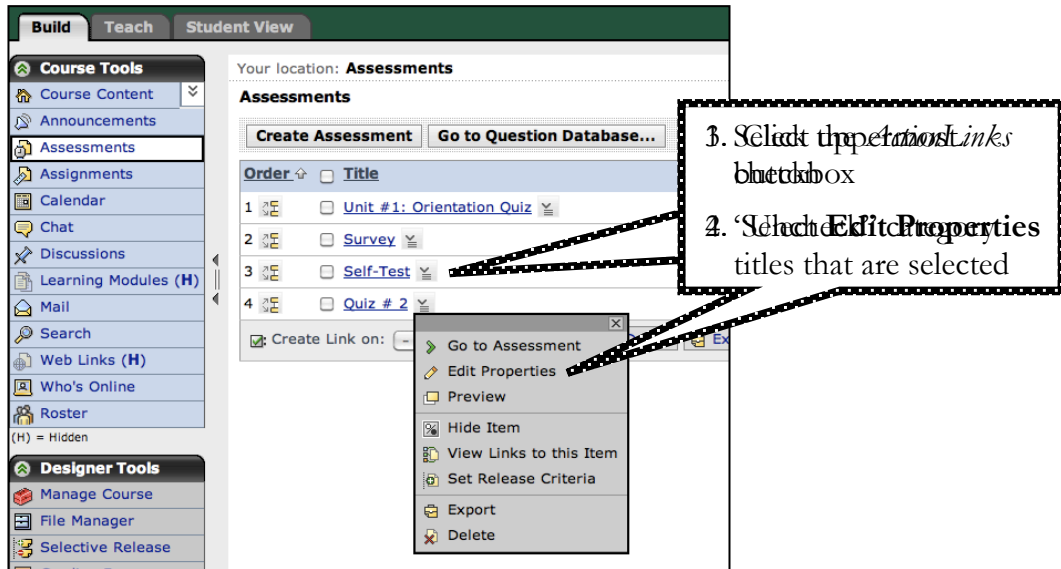 Build Teach Student View
Course Tools
Course Content
Announcements
Assessments
Assignments
Calendar
Chat
Discussions
Learning Modules (H)
Mail
Search
Web Links (H)
Who's Online
Roster
(H) = Hidden
Designer Tools
Manage Course
File Manager
Selective Release
Your location: Assessments
Assessments
Create Assessment Go to Question Database...
Order Title
1 Unit #1: Orientation Quiz
2 Survey
3 Self-Test
4 Quiz # 2
Create Link on: - Ex
Go to Assessment
Edit Properties
Preview
Hide Item
View Links to this Item
Set Release Criteria
Export
Delete
Links
Edit Properties
titles that are selected